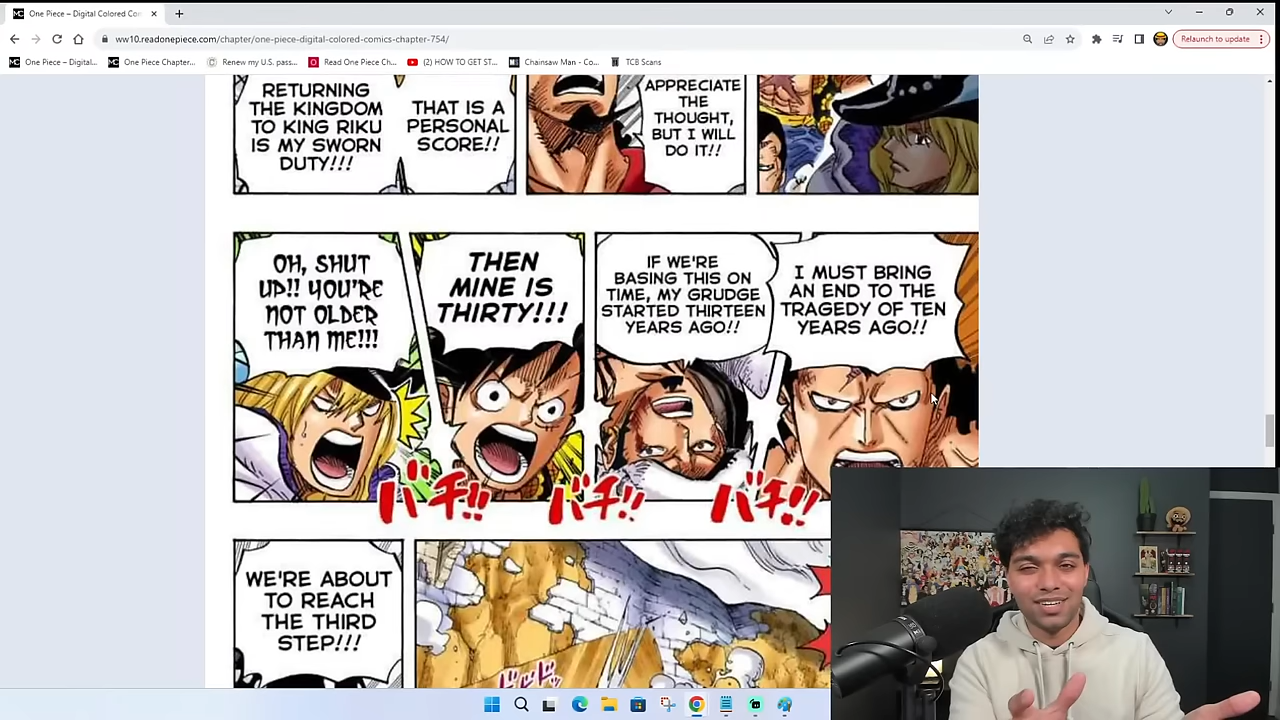 One Piece – Digital Colored Co
ww10.readonepiece.com/chapter/one-piece-digital-colored-comics-chapter-754/
Relaunch to update
One Piece – Digital...
One Piece Chapter...
Renew my U.S. pass...
Read One Piece Ch...
(2) HOW TO GET ST...
Chainsaw Man - Co...
TCB Scans
RETURNING
THE KINGDOM
TO KING RIKU
IS MY SWORN
DUTY!!!
THAT IS A
PERSONAL
SCORE!!
APPRECIATE
THE
THOUGHT,
BUT I WILL
DO IT!!
OH, SHUT
UP!! YOU'RE
NOT OLDER
THAN ME!!!
THEN
MINE IS
THIRTY!!!
IF WE'RE
BASING THIS ON
TIME, MY GRUDGE
STARTED THIRTEEN
YEARS AGO!!
I MUST BRING
AN END TO THE
TRAGEDY OF TEN
YEARS AGO!!
バチ!!
バチ!!
バチ!!
WE'RE ABOUT
TO REACH
THE THIRD
STEP!!!
ドドド